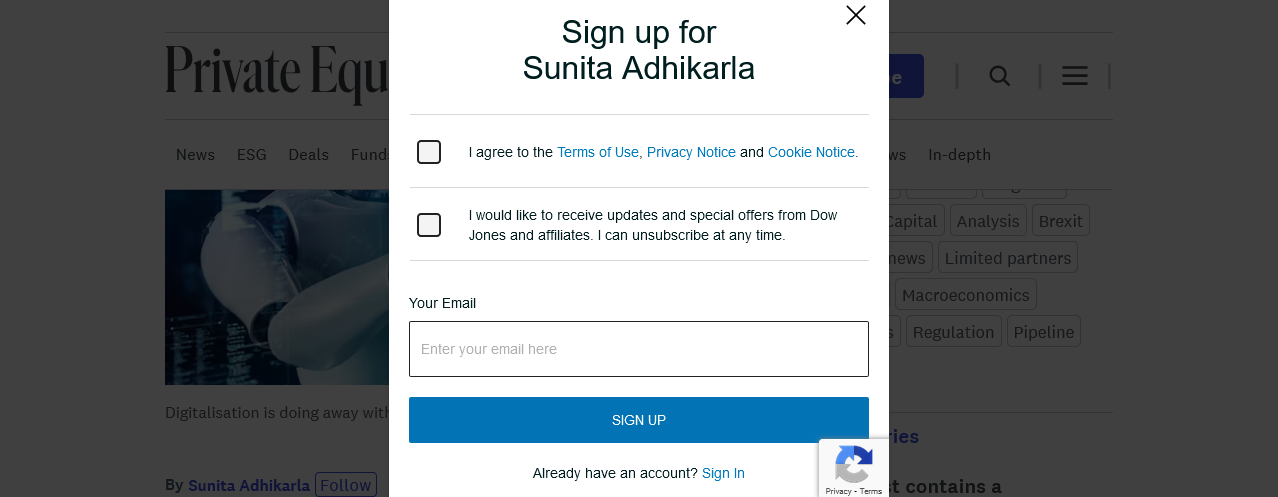 Sign up for
Sunita Adhikarla
Private Equ
News ESG Deals Fund
In-depth
I agree to the Terms of Use, Privacy Notice and Cookie Notice.
I would like to receive updates and special offers from Dow
Jones and affiliates. I can unsubscribe at any time.
Your Email
Enter your email here
SIGN UP
Already have an account? Sign In
Privacy - Terms
Capital Analysis Brexit
news Limited partners
Macroeconomics
Regulation Pipeline
Digitalisation is doing away with
By Sunita Adhikarla Follow
contains a